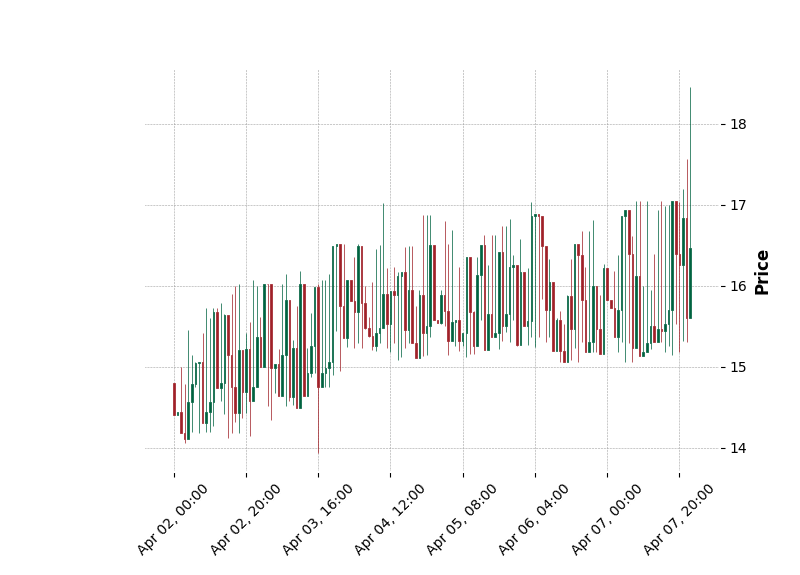 18
17
16
15
14
Price
Apr 02, 00:00
Apr 02, 20:00
Apr 03, 16:00
Apr 04, 12:00
Apr 05, 08:00
Apr 06, 04:00
Apr 07, 00:00
Apr 07, 20:00